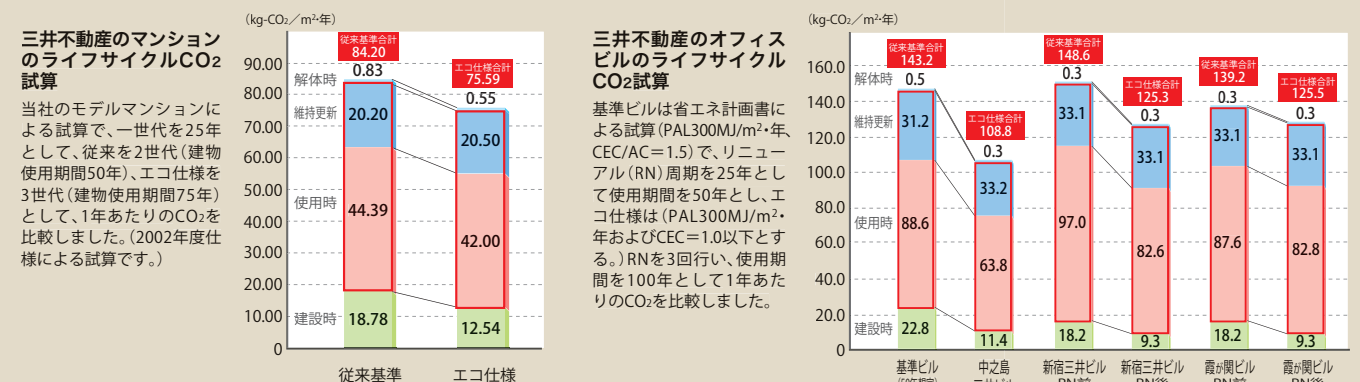 三井不動産のマンション
のライフサイクルCO2
試算
当社のモデルマンションに
よる試算で、一世代を25年
として、従来を2世代（建物
使用期間50年）、エコ仕様を
3世代（建物使用期間75年）
として、1年あたりのCO2を
比較しました。（2002年度仕
様による試算です。）
（kg-CO2／m²・年）
90.00
80.00
70.00
60.00
50.00
40.00
30.00
20.00
10.00
0
解体時
維持更新
使用時
建設時
従来基準合計
84.20
0.83
20.20
44.39
18.78
従来基準
エコ仕様合計
75.59
0.55
20.50
42.00
12.54
エコ仕様
三井不動産のオフィス
ビルのライフサイクル
CO2試算
基準ビルは省エネ計画書に
よる試算（PAL300MJ/m²・年、
CEC/AC＝1.5）で、リニュー
アル（RN）周期を25年とし
て使用期間を50年とし、エ
コ仕様は（PAL300MJ/m²・
年およびCEC＝1.0以下とす
る。）RNを3回行い、使用期
間を100年として1年あた
りのCO2を比較しました。
（kg-CO2／m²・年）
160.0
140.0
120.0
100.0
80.0
60.0
40.0
20.0
0
解体時
維持更新
使用時
建設時
従来基準合計
143.2
0.5
31.2
88.6
22.8
基準ビル
エコ仕様合計
108.8
0.3
33.2
63.8
11.4
中之島
従来基準合計
148.6
0.3
33.1
97.0
18.2
新宿三井ビル
エコ仕様合計
125.3
0.3
33.1
82.6
9.3
新宿三井ビル
従来基準合計
139.2
0.3
33.1
87.6
18.2
霞が関ビル
エコ仕様合計
125.5
0.3
33.1
82.8
9.3
霞が関ビル